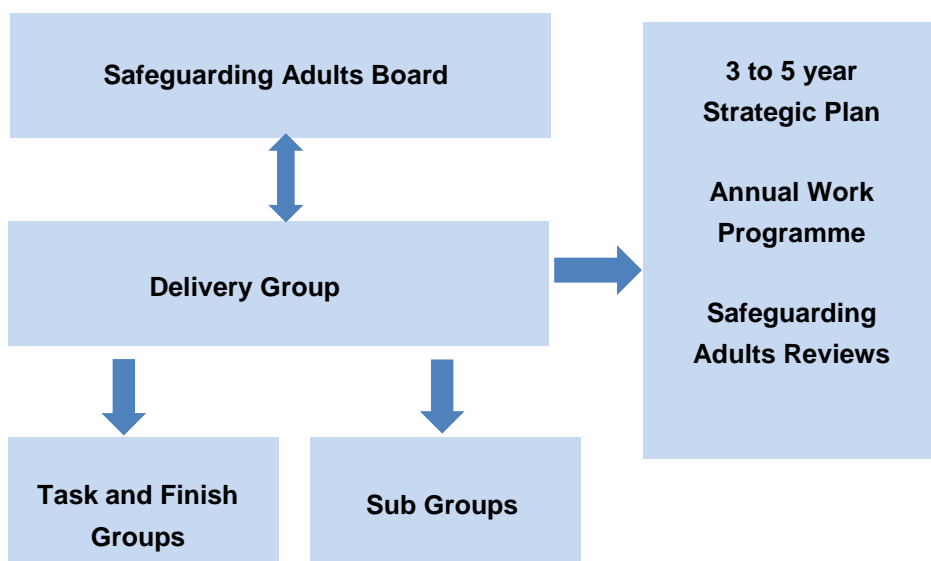 Safeguarding Adults Board
3 to 5 year
Strategic Plan
Annual Work
Programme
Safeguarding
Adults Reviews
Delivery Group
Task and Finish
Groups
Sub Groups